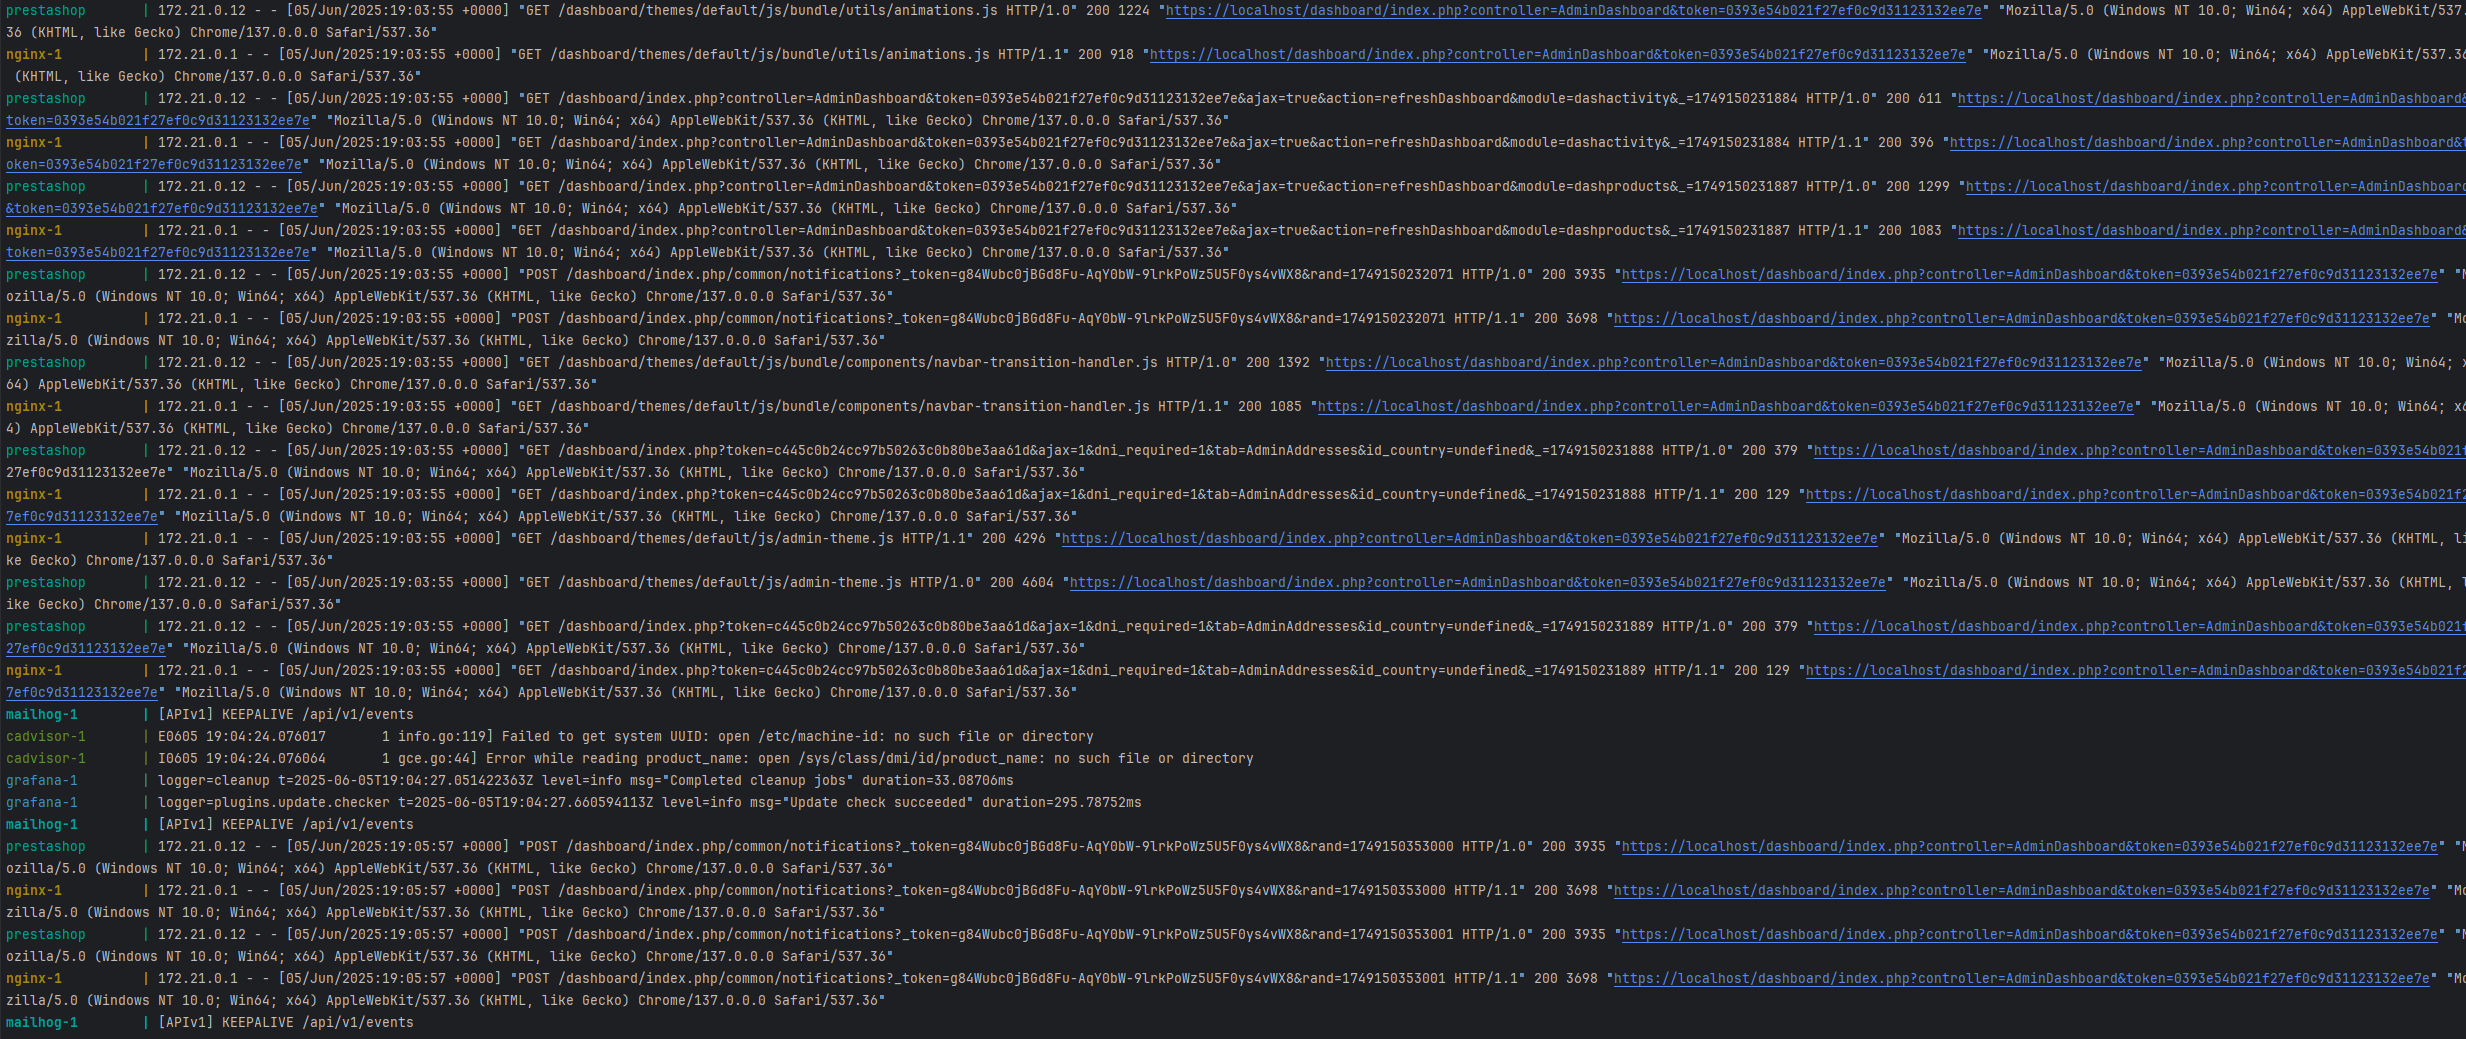 prestashop       | 172.21.0.12 - - [05/Jun/2025:19:03:55 +0000] "GET /dashboard/themes/default/js/bundle/utils/animations.js HTTP/1.0" 200 1224 "https://localhost/dashboard/index.php?controller=AdminDashboard&token=0393e54b021f27ef0c9d31123132ee7e" "Mozilla/5.0 (Windows NT 10.0; Win64; x64) AppleWebKit/537.
36 (KHTML, like Gecko) Chrome/137.0.0.0 Safari/537.36"
nginx-1          | 172.21.0.1 - - [05/Jun/2025:19:03:55 +0000] "GET /dashboard/themes/default/js/bundle/utils/animations.js HTTP/1.1" 200 918 "https://localhost/dashboard/index.php?controller=AdminDashboard&token=0393e54b021f27ef0c9d31123132ee7e" "Mozilla/5.0 (Windows NT 10.0; Win64; x64) AppleWebKit/537.36
(KHTML, like Gecko) Chrome/137.0.0.0 Safari/537.36"
prestashop       | 172.21.0.12 - - [05/Jun/2025:19:03:55 +0000] "GET /dashboard/index.php?controller=AdminDashboard&token=0393e54b021f27ef0c9d31123132ee7e&ajax=true&action=refreshDashboard&module=dashactivity&_=1749150231884 HTTP/1.0" 200 611 "https://localhost/dashboard/index.php?controller=AdminDashboard&
token=0393e54b021f27ef0c9d31123132ee7e" "Mozilla/5.0 (Windows NT 10.0; Win64; x64) AppleWebKit/537.36 (KHTML, like Gecko) Chrome/137.0.0.0 Safari/537.36"
nginx-1          | 172.21.0.1 - - [05/Jun/2025:19:03:55 +0000] "GET /dashboard/index.php?controller=AdminDashboard&token=0393e54b021f27ef0c9d31123132ee7e&ajax=true&action=refreshDashboard&module=dashactivity&_=1749150231884 HTTP/1.1" 200 396 "https://localhost/dashboard/index.php?controller=AdminDashboard&t
oken=0393e54b021f27ef0c9d31123132ee7e" "Mozilla/5.0 (Windows NT 10.0; Win64; x64) AppleWebKit/537.36 (KHTML, like Gecko) Chrome/137.0.0.0 Safari/537.36"
prestashop       | 172.21.0.12 - - [05/Jun/2025:19:03:55 +0000] "GET /dashboard/index.php?controller=AdminDashboard&token=0393e54b021f27ef0c9d31123132ee7e&ajax=true&action=refreshDashboard&module=dashproducts&_=1749150231887 HTTP/1.0" 200 1299 "https://localhost/dashboard/index.php?controller=AdminDashboard
&token=0393e54b021f27ef0c9d31123132ee7e" "Mozilla/5.0 (Windows NT 10.0; Win64; x64) AppleWebKit/537.36 (KHTML, like Gecko) Chrome/137.0.0.0 Safari/537.36"
nginx-1          | 172.21.0.1 - - [05/Jun/2025:19:03:55 +0000] "GET /dashboard/index.php?controller=AdminDashboard&token=0393e54b021f27ef0c9d31123132ee7e&ajax=true&action=refreshDashboard&module=dashproducts&_=1749150231887 HTTP/1.1" 200 1083 "https://localhost/dashboard/index.php?controller=AdminDashboard&
token=0393e54b021f27ef0c9d31123132ee7e" "Mozilla/5.0 (Windows NT 10.0; Win64; x64) AppleWebKit/537.36 (KHTML, like Gecko) Chrome/137.0.0.0 Safari/537.36"
prestashop       | 172.21.0.12 - - [05/Jun/2025:19:03:55 +0000] "POST /dashboard/index.php/common/notifications?_token=g84Wubc0jBGd8Fu-AqY0bW-9lrkPoWz5U5F0ys4vWX8&rand=1749150232071 HTTP/1.0" 200 3935 "https://localhost/dashboard/index.php?controller=AdminDashboard&token=0393e54b021f27ef0c9d31123132ee7e" "M
ozilla/5.0 (Windows NT 10.0; Win64; x64) AppleWebKit/537.36 (KHTML, like Gecko) Chrome/137.0.0.0 Safari/537.36"
nginx-1          | 172.21.0.1 - - [05/Jun/2025:19:03:55 +0000] "POST /dashboard/index.php/common/notifications?_token=g84Wubc0jBGd8Fu-AqY0bW-9lrkPoWz5U5F0ys4vWX8&rand=1749150232071 HTTP/1.1" 200 3698 "https://localhost/dashboard/index.php?controller=AdminDashboard&token=0393e54b021f27ef0c9d31123132ee7e" "Mo
zilla/5.0 (Windows NT 10.0; Win64; x64) AppleWebKit/537.36 (KHTML, like Gecko) Chrome/137.0.0.0 Safari/537.36"
prestashop       | 172.21.0.12 - - [05/Jun/2025:19:03:55 +0000] "GET /dashboard/themes/default/js/bundle/components/navbar-transition-handler.js HTTP/1.0" 200 1392 "https://localhost/dashboard/index.php?controller=AdminDashboard&token=0393e54b021f27ef0c9d31123132ee7e" "Mozilla/5.0 (Windows NT 10.0; Win64; x
64) AppleWebKit/537.36 (KHTML, like Gecko) Chrome/137.0.0.0 Safari/537.36"
nginx-1          | 172.21.0.1 - - [05/Jun/2025:19:03:55 +0000] "GET /dashboard/themes/default/js/bundle/components/navbar-transition-handler.js HTTP/1.1" 200 1085 "https://localhost/dashboard/index.php?controller=AdminDashboard&token=0393e54b021f27ef0c9d31123132ee7e" "Mozilla/5.0 (Windows NT 10.0; Win64; x6
4) AppleWebKit/537.36 (KHTML, like Gecko) Chrome/137.0.0.0 Safari/537.36"
prestashop       | 172.21.0.12 - - [05/Jun/2025:19:03:55 +0000] "GET /dashboard/index.php?token=c445c0b24cc97b50263c0b80be3aa61d&ajax=1&dni_required=1&tab=AdminAddresses&id_country=undefined&_=1749150231888 HTTP/1.0" 200 379 "https://localhost/dashboard/index.php?controller=AdminDashboard&token=0393e54b021f
27ef0c9d31123132ee7e" "Mozilla/5.0 (Windows NT 10.0; Win64; x64) AppleWebKit/537.36 (KHTML, like Gecko) Chrome/137.0.0.0 Safari/537.36"
nginx-1          | 172.21.0.1 - - [05/Jun/2025:19:03:55 +0000] "GET /dashboard/index.php?token=c445c0b24cc97b50263c0b80be3aa61d&ajax=1&dni_required=1&tab=AdminAddresses&id_country=undefined&_=1749150231888 HTTP/1.1" 200 129 "https://localhost/dashboard/index.php?controller=AdminDashboard&token=0393e54b021f2
7ef0c9d31123132ee7e" "Mozilla/5.0 (Windows NT 10.0; Win64; x64) AppleWebKit/537.36 (KHTML, like Gecko) Chrome/137.0.0.0 Safari/537.36"
nginx-1          | 172.21.0.1 - - [05/Jun/2025:19:03:55 +0000] "GET /dashboard/themes/default/js/admin-theme.js HTTP/1.1" 200 4296 "https://localhost/dashboard/index.php?controller=AdminDashboard&token=0393e54b021f27ef0c9d31123132ee7e" "Mozilla/5.0 (Windows NT 10.0; Win64; x64) AppleWebKit/537.36 (KHTML, li
ke Gecko) Chrome/137.0.0.0 Safari/537.36"
prestashop       | 172.21.0.12 - - [05/Jun/2025:19:03:55 +0000] "GET /dashboard/themes/default/js/admin-theme.js HTTP/1.0" 200 4604 "https://localhost/dashboard/index.php?controller=AdminDashboard&token=0393e54b021f27ef0c9d31123132ee7e" "Mozilla/5.0 (Windows NT 10.0; Win64; x64) AppleWebKit/537.36 (KHTML, l
ike Gecko) Chrome/137.0.0.0 Safari/537.36"
prestashop       | 172.21.0.12 - - [05/Jun/2025:19:03:55 +0000] "GET /dashboard/index.php?token=c445c0b24cc97b50263c0b80be3aa61d&ajax=1&dni_required=1&tab=AdminAddresses&id_country=undefined&_=1749150231889 HTTP/1.0" 200 379 "https://localhost/dashboard/index.php?controller=AdminDashboard&token=0393e54b021f
27ef0c9d31123132ee7e" "Mozilla/5.0 (Windows NT 10.0; Win64; x64) AppleWebKit/537.36 (KHTML, like Gecko) Chrome/137.0.0.0 Safari/537.36"
nginx-1          | 172.21.0.1 - - [05/Jun/2025:19:03:55 +0000] "GET /dashboard/index.php?token=c445c0b24cc97b50263c0b80be3aa61d&ajax=1&dni_required=1&tab=AdminAddresses&id_country=undefined&_=1749150231889 HTTP/1.1" 200 129 "https://localhost/dashboard/index.php?controller=AdminDashboard&token=0393e54b021f2
7ef0c9d31123132ee7e" "Mozilla/5.0 (Windows NT 10.0; Win64; x64) AppleWebKit/537.36 (KHTML, like Gecko) Chrome/137.0.0.0 Safari/537.36"
mailhog-1        | [APIv1] KEEPALIVE /api/v1/events
cadvisor-1       | E0605 19:04:24.076017       1 info.go:119] Failed to get system UUID: open /etc/machine-id: no such file or directory
cadvisor-1       | I0605 19:04:24.076064       1 gce.go:44] Error while reading product_name: open /sys/class/dmi/id/product_name: no such file or directory
grafana-1        | logger=cleanup t=2025-06-05T19:04:27.051422363Z level=info msg="Completed cleanup jobs" duration=33.08706ms
grafana-1        | logger=plugins.update.checker t=2025-06-05T19:04:27.660594113Z level=info msg="Update check succeeded" duration=295.78752ms
mailhog-1        | [APIv1] KEEPALIVE /api/v1/events
prestashop       | 172.21.0.12 - - [05/Jun/2025:19:05:57 +0000] "POST /dashboard/index.php/common/notifications?_token=g84Wubc0jBGd8Fu-AqY0bW-9lrkPoWz5U5F0ys4vWX8&rand=1749150353000 HTTP/1.0" 200 3935 "https://localhost/dashboard/index.php?controller=AdminDashboard&token=0393e54b021f27ef0c9d31123132ee7e" "M
ozilla/5.0 (Windows NT 10.0; Win64; x64) AppleWebKit/537.36 (KHTML, like Gecko) Chrome/137.0.0.0 Safari/537.36"
nginx-1          | 172.21.0.1 - - [05/Jun/2025:19:05:57 +0000] "POST /dashboard/index.php/common/notifications?_token=g84Wubc0jBGd8Fu-AqY0bW-9lrkPoWz5U5F0ys4vWX8&rand=1749150353000 HTTP/1.1" 200 3698 "https://localhost/dashboard/index.php?controller=AdminDashboard&token=0393e54b021f27ef0c9d31123132ee7e" "Mo
zilla/5.0 (Windows NT 10.0; Win64; x64) AppleWebKit/537.36 (KHTML, like Gecko) Chrome/137.0.0.0 Safari/537.36"
prestashop       | 172.21.0.12 - - [05/Jun/2025:19:05:57 +0000] "POST /dashboard/index.php/common/notifications?_token=g84Wubc0jBGd8Fu-AqY0bW-9lrkPoWz5U5F0ys4vWX8&rand=1749150353001 HTTP/1.0" 200 3935 "https://localhost/dashboard/index.php?controller=AdminDashboard&token=0393e54b021f27ef0c9d31123132ee7e" "M
ozilla/5.0 (Windows NT 10.0; Win64; x64) AppleWebKit/537.36 (KHTML, like Gecko) Chrome/137.0.0.0 Safari/537.36"
nginx-1          | 172.21.0.1 - - [05/Jun/2025:19:05:57 +0000] "POST /dashboard/index.php/common/notifications?_token=g84Wubc0jBGd8Fu-AqY0bW-9lrkPoWz5U5F0ys4vWX8&rand=1749150353001 HTTP/1.1" 200 3698 "https://localhost/dashboard/index.php?controller=AdminDashboard&token=0393e54b021f27ef0c9d31123132ee7e" "Mo
zilla/5.0 (Windows NT 10.0; Win64; x64) AppleWebKit/537.36 (KHTML, like Gecko) Chrome/137.0.0.0 Safari/537.36"
mailhog-1        | [APIv1] KEEPALIVE /api/v1/events